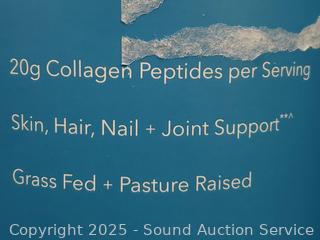 20g Collagen Peptides per Serving
Skin, Hair, Nail + Joint Support**^
Grass Fed + Pasture Raised
Copyright 2025 - Sound Auction Service